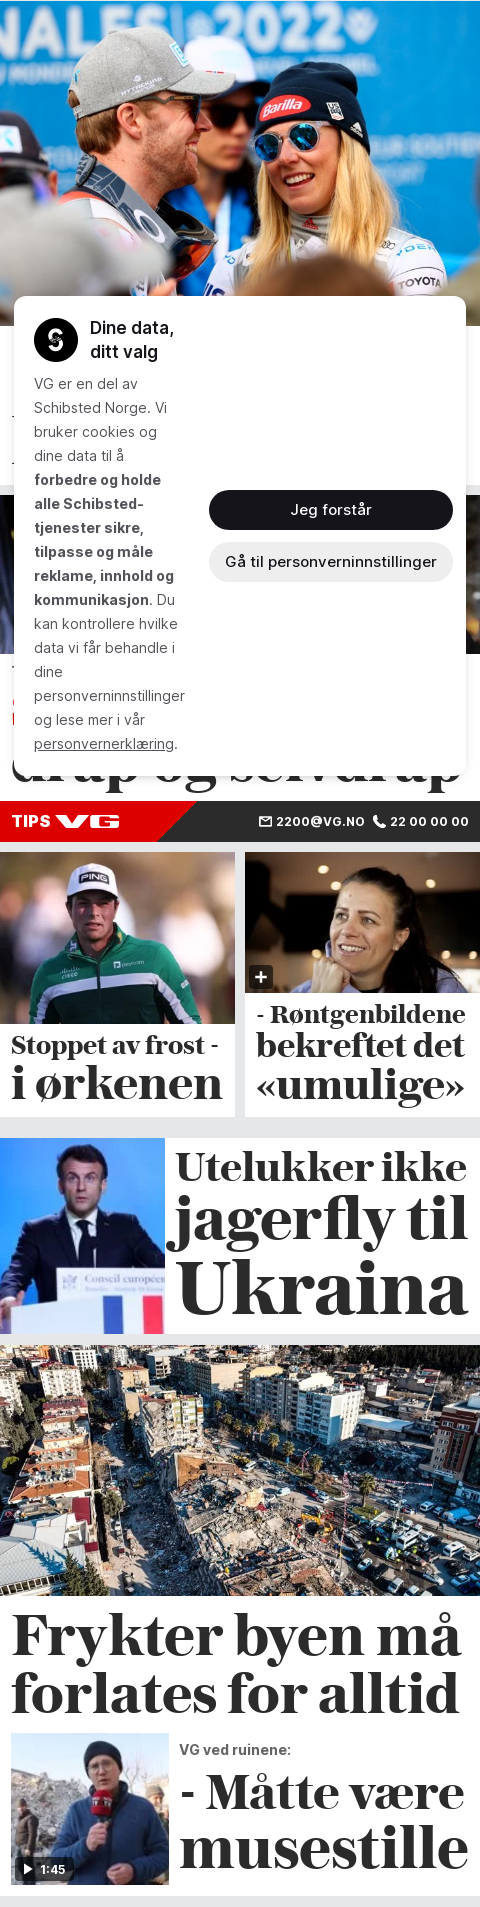 NALES
2022
Barilla
TOYOTA
Dine data,
ditt valg
VG er en del av
Schibsted Norge. Vi
bruker cookies og
dine data til å
forbedre og holde
alle Schibsted-
tjenester sikre,
tilpasse og måle
reklame, innhold og
kommunikasjon. Du
kan kontrollere hvilke
data vi får behandle i
dine
personverninnstillinger
og lese mer i vår
personvernerklæring.
Jeg forstår
Gå til personverninnstillinger
drap og selvdrap
TIPS VG
2200@VG.NO 22 00 00 00
PING
Stoppet av frost -
i ørkenen
- Røntgenbildene
bekreftet det
«umulige»
Conseil européen
Utelukker ikke
jagerfly til
Ukraina
Frykter byen må
forlates for alltid
VG ved ruinene:
- Måtte være
musestille
1:45